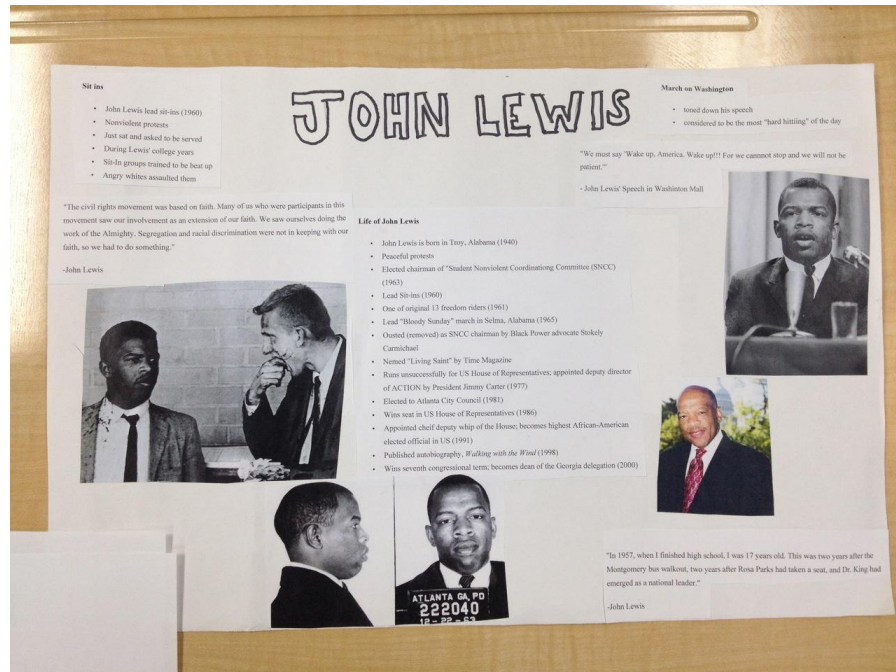 JOHN LEWIS
Sit ins
• John Lewis lead sit-ins (1960)
• Nonviolent protests
• Just sat and asked to be served
• During Lewis' college years
• Sit-In groups trained to be beat up
• Angry whites assaulted them
March on Washington
• toned down his speech
• considered to be the most "hard hittiing" of the day
"We must say 'Wake up, America. Wake up!!! For we cannnot stop and we will not be
patient.'"
- John Lewis' Speech in Washinton Mall
"The civil rights movement was based on faith. Many of us who were participants in this
movement saw our involvement as an extension of our faith. We saw ourselves doing the
work of the Almighty. Segregation and racial discrimination were not in keeping with our
faith, so we had to do something."
-John Lewis
Life of John Lewis
• John Lewis is born in Troy, Alabama (1940)
• Peaceful protests
• Elected chairman of "Student Nonviolent Coordinationg Committee (SNCC)
(1963)
• Lead Sit-ins (1960)
• One of original 13 freedom riders (1961)
• Lead "Bloody Sunday" march in Selma, Alabama (1965)
• Ousted (removed) as SNCC chairman by Black Power advocate Stokely
Carmichael
• Nemed "Living Saint" by Time Magazine
• Runs unsuccessfully for US House of Representatives; appointed deputy director
of ACTION by President Jimmy Carter (1977)
• Elected to Atlanta City Council (1981)
• Wins seat in US House of Representatives (1986)
• Appointed cheif deputy whip of the House; becomes highest African-American
elected official in US (1991)
• Published autobiography, Walking with the Wind (1998)
• Wins seventh congressional term; becomes dean of the Georgia delegation (2000)
ATLANTA GA, PD
222040
12-22-63
"In 1957, when I finished high school, I was 17 years old. This was two years after the
Montgomery bus walkout, two years after Rosa Parks had taken a seat, and Dr. King had
emerged as a national leader."
-John Lewis